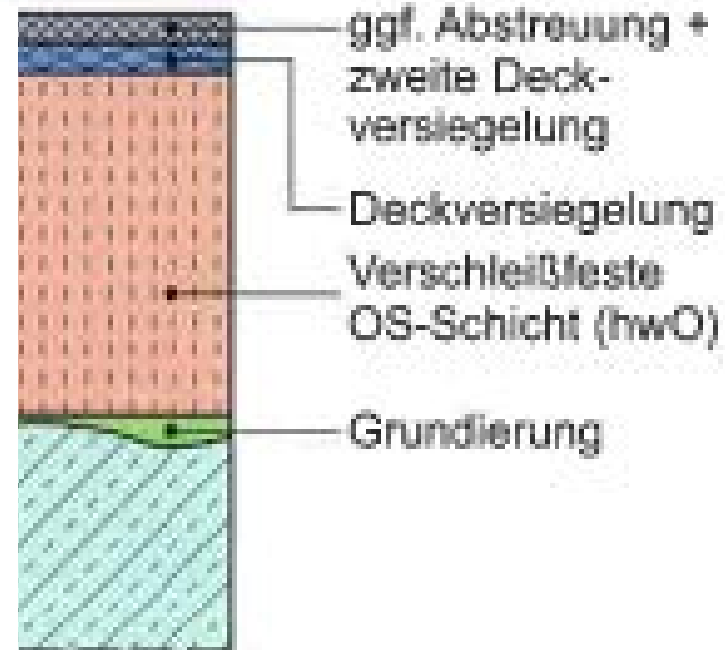 ggf. Abstreuung +
zweite Deck-
versiegelung
Deckversiegelung
Verschleißfeste
OS-Schicht (hwO)
Grundierung